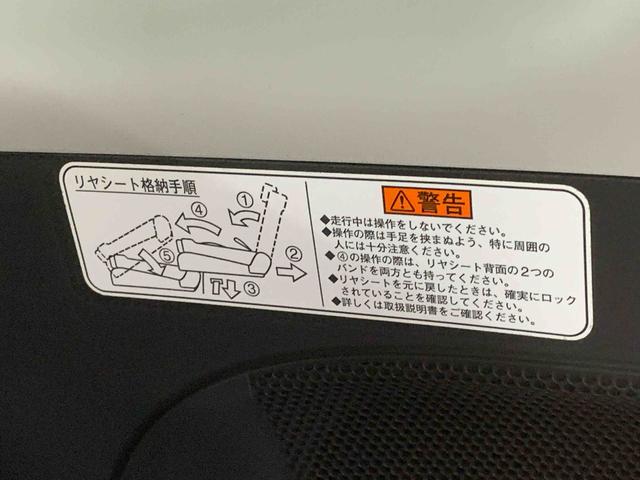 リヤシート格納手順
①
④
②
⑤
③
警告
◆走行中は操作をしないでください。
◆操作の際は手足を挟まぬよう、特に周囲の
人には十分注意ください。
◆④の操作の際は、リヤシート背面の2つの
バンドを両方とも持ってください。
◆リヤシートを元に戻したときは、確実にロック
されていることを確認してください。
◆詳しくは取扱説明書をご確認ください。